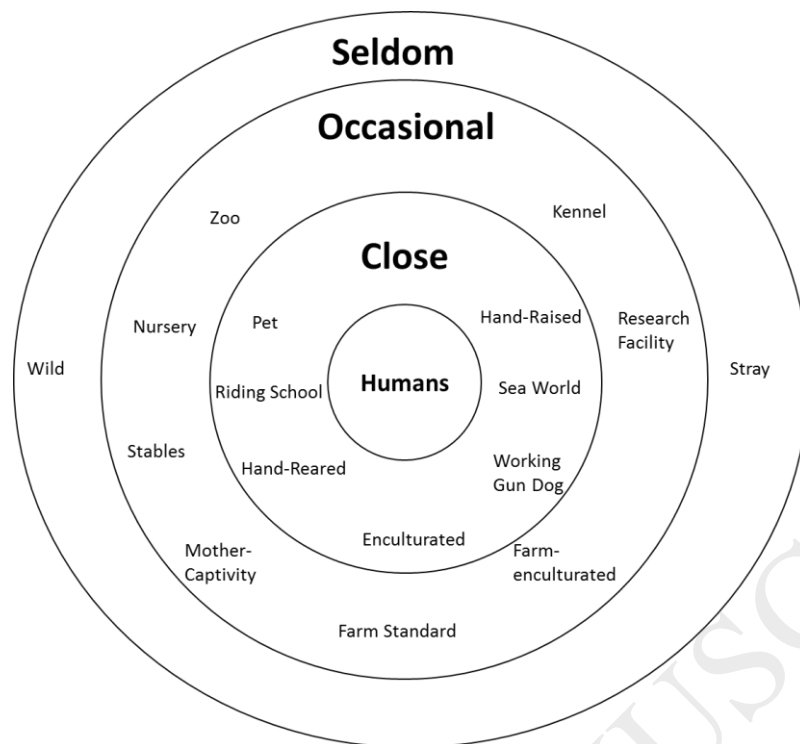 Seldom
Occasional
Zoo
Kennel
Close
Pet
Hand-Raised
Nursery
Research
Facility
Wild
Humans
Stray
Riding School
Sea World
Stables
Hand-Reared
Working
Gun Dog
Enculturated
Mother-
Captivity
Farm-
enculturated
Farm Standard